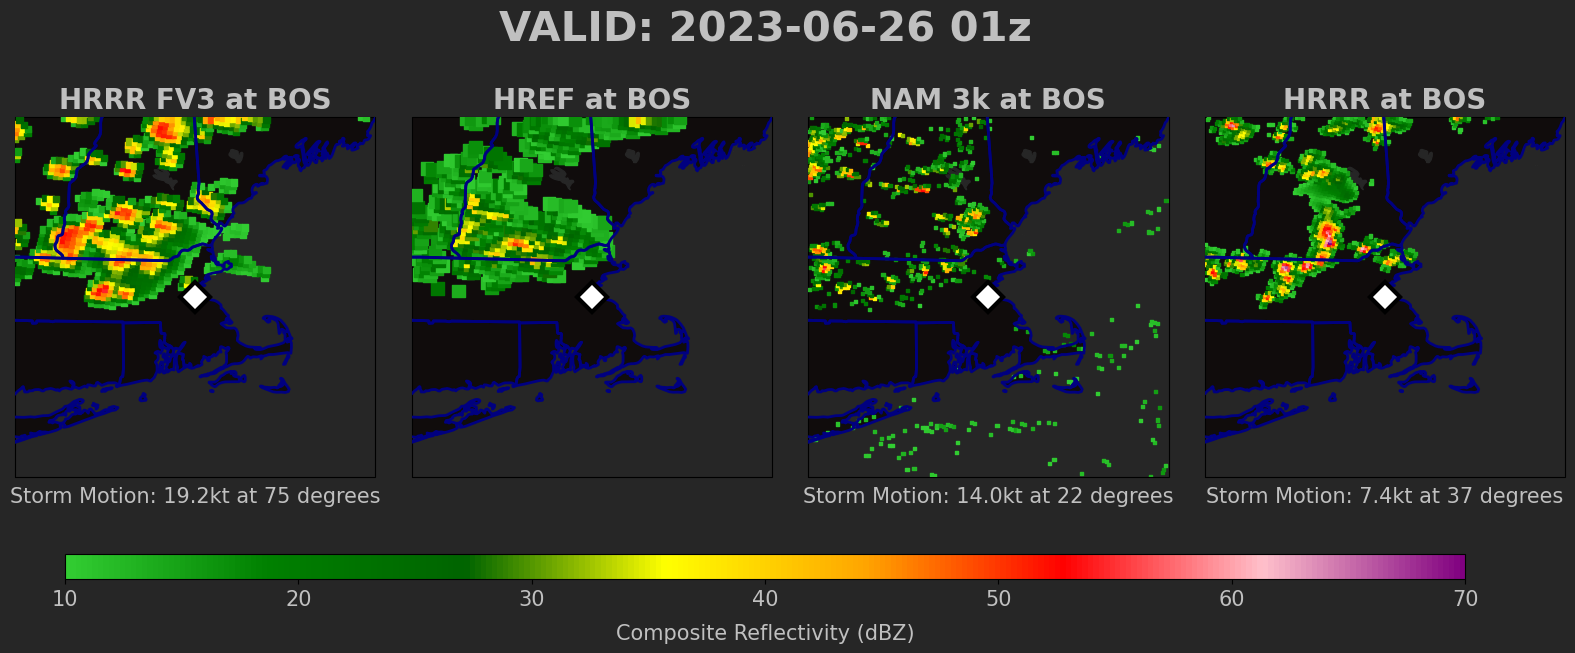 VALID: 2023-06-26 01z
HRRR FV3 at BOS
HREF at BOS
NAM 3k at BOS
HRRR at BOS
Storm Motion: 19.2kt at 75 degrees
Storm Motion: 14.0kt at 22 degrees
Storm Motion: 7.4kt at 37 degrees
10 20 30 40 50 60 70
Composite Reflectivity (dBZ)